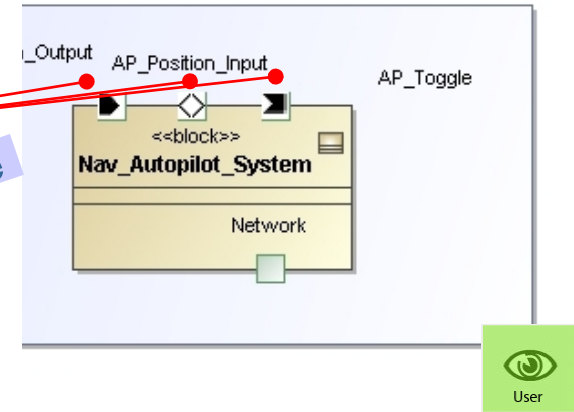 _Output
AP_Position_Input
AP_Toggle
<<block>>
Nav_Autopilot_System
Network
User